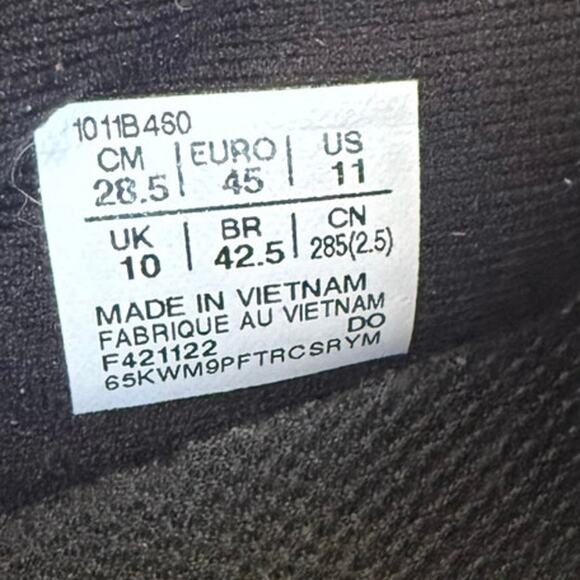 1011B460
CM | EURO | US
28.5 | 45 | 11
UK | BR | CN
10 | 42.5 | 285(2.5)
MADE IN VIETNAM
FABRIQUE AU VIETNAM
F421122 DO
65KWM9PFTRCSRYM